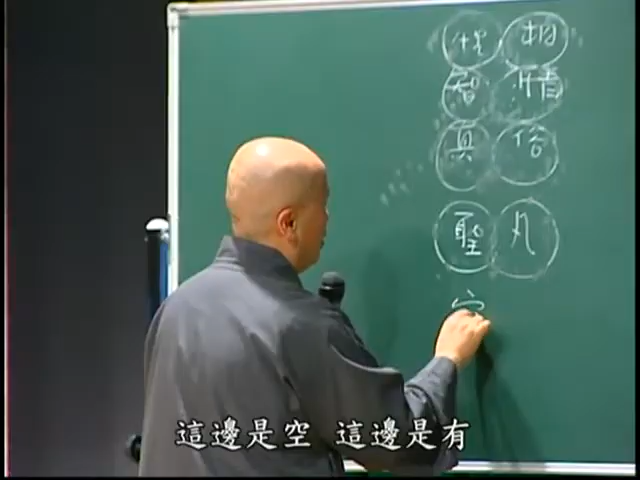 性 相
智 情
真 俗
聖 凡
這邊是空 這邊是有